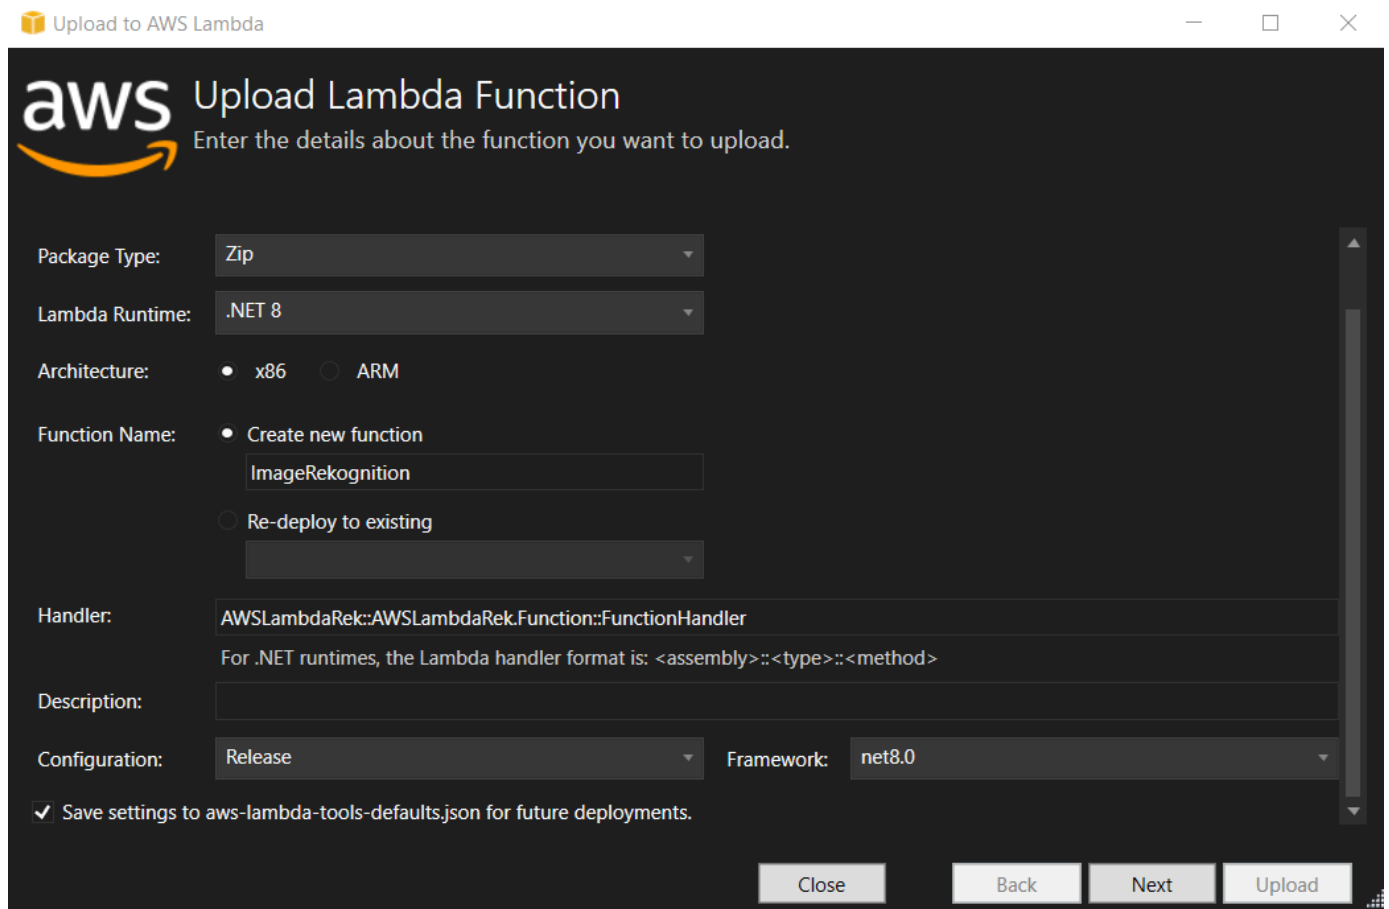 Upload to AWS Lambda
aws
Upload Lambda Function
Enter the details about the function you want to upload.
Package Type: Zip
Lambda Runtime: .NET 8
Architecture: x86 ARM
Function Name: Create new function
ImageRekognition
Re-deploy to existing
Handler: AWSLambdaRek::AWSLambdaRek.Function::FunctionHandler
For .NET runtimes, the Lambda handler format is: <assembly>::<type>::<method>
Description:
Configuration: Release Framework: net8.0
Save settings to aws-lambda-tools-defaults.json for future deployments.
Close Back Next Upload